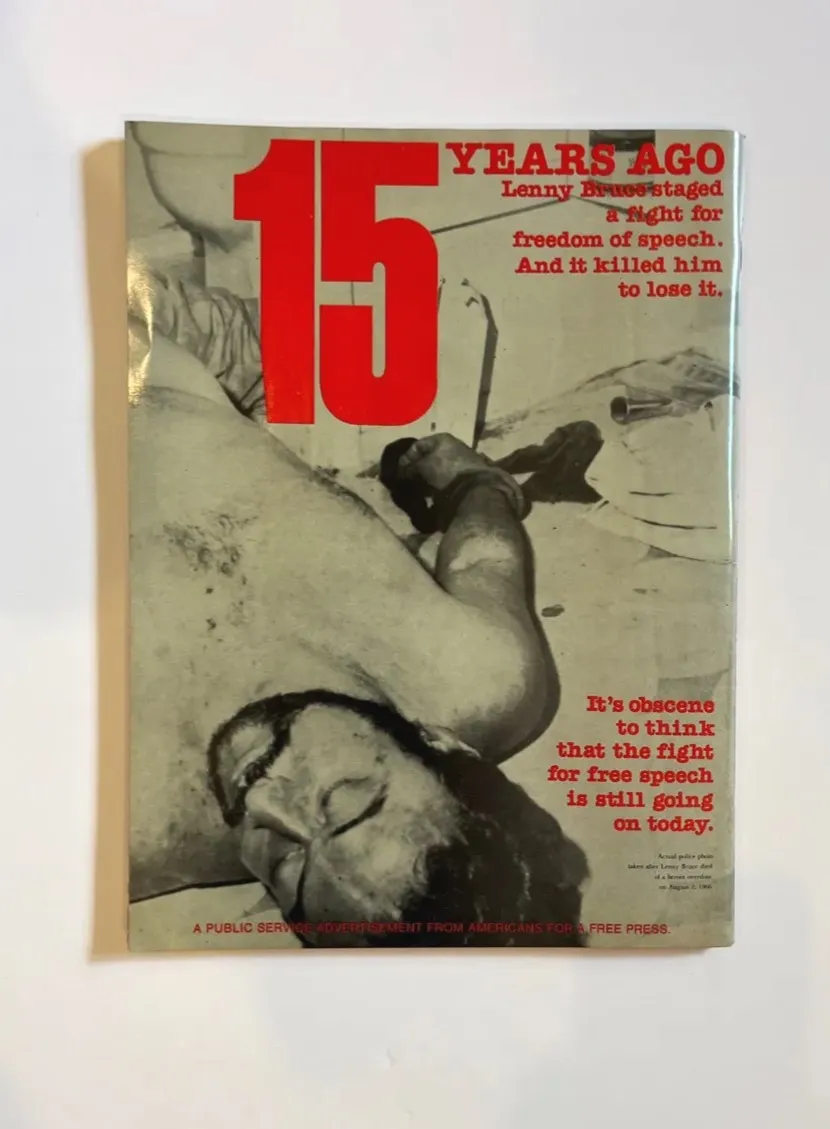 15 YEARS AGO
Lenny Bruce staged
a fight for
freedom of speech.
And it killed him
to lose it.
It's obscene
to think
that the fight
for free speech
is still going
on today.
Actual police photo
taken after Lenny Bruce died
of a heroin overdose
on August 3, 1966
A PUBLIC SERVICE ADVERTISEMENT FROM AMERICANS FOR A FREE PRESS.